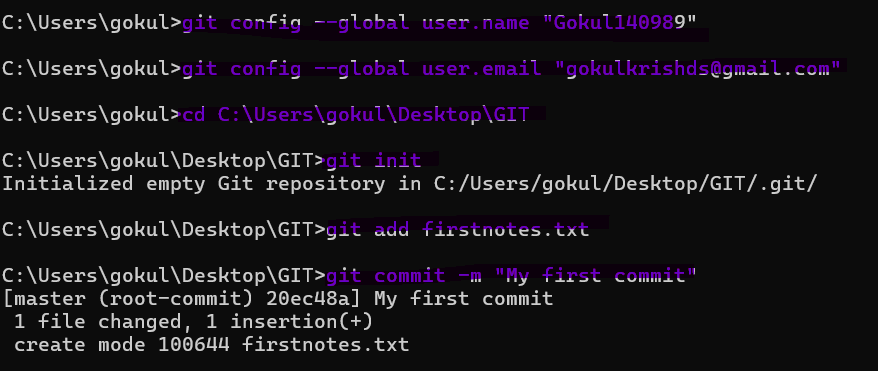 C:\Users\gokul>git config --global user.name "Gokul140989"
C:\Users\gokul>git config --global user.email "gokulkrishds@gmail.com"
C:\Users\gokul>cd C:\Users\gokul\Desktop\GIT
C:\Users\gokul\Desktop\GIT>git init
Initialized empty Git repository in C:/Users/gokul/Desktop/GIT/.git/
C:\Users\gokul\Desktop\GIT>git add firstnotes.txt
C:\Users\gokul\Desktop\GIT>git commit -m "My first commit"
[master (root-commit) 20ec48a] My first commit
 1 file changed, 1 insertion(+)
 create mode 100644 firstnotes.txt